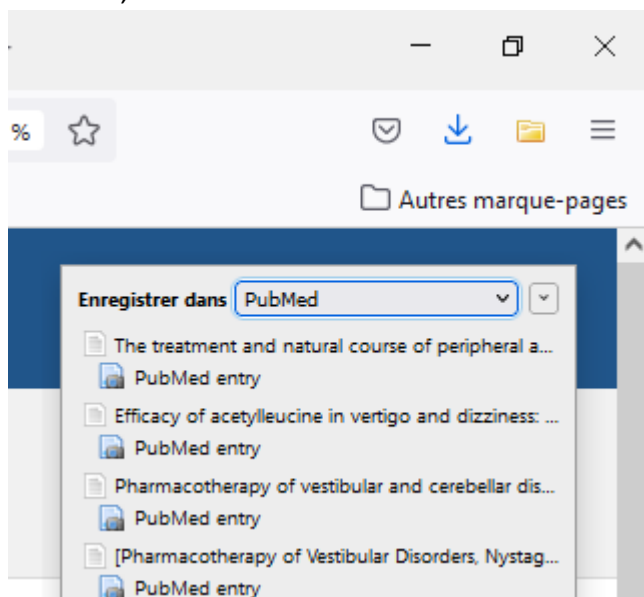 %
Autres marque-pages
Enregistrer dans PubMed
The treatment and natural course of peripheral a...
PubMed entry
Efficacy of acetylleucine in vertigo and dizziness: ...
PubMed entry
Pharmacotherapy of vestibular and cerebellar dis...
PubMed entry
[Pharmacotherapy of Vestibular Disorders, Nystag...
PubMed entry